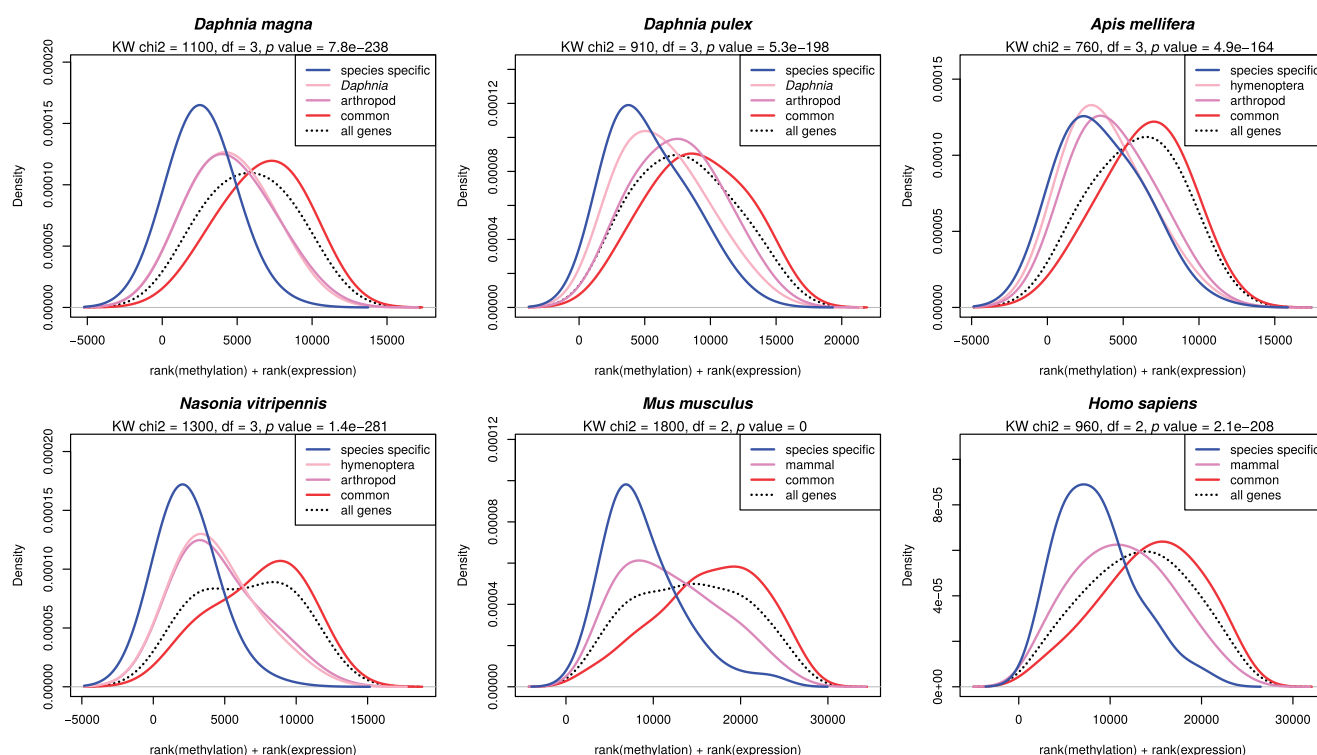 Daphnia magna
KW chi2 = 1100, df = 3, p value = 7.8e−238
Density
0.00000
0.00005
0.00010
0.00015
0.00020
species specific
Daphnia
arthropod
common
all genes
−5000
0
5000
10000
15000
rank(methylation) + rank(expression)
Daphnia pulex
KW chi2 = 910, df = 3, p value = 5.3e−198
Density
0.00000
0.00004
0.00008
0.00012
species specific
Daphnia
arthropod
common
all genes
0
5000
10000
15000
20000
rank(methylation) + rank(expression)
Apis mellifera
KW chi2 = 760, df = 3, p value = 4.9e−164
Density
0.00000
0.00005
0.00010
0.00015
species specific
hymenoptera
arthropod
common
all genes
−5000
0
5000
10000
15000
rank(methylation) + rank(expression)
Nasonia vitripennis
KW chi2 = 1300, df = 3, p value = 1.4e−281
Density
0.00000
0.00005
0.00010
0.00015
0.00020
species specific
hymenoptera
arthropod
common
all genes
−5000
0
5000
10000
15000
rank(methylation) + rank(expression)
Mus musculus
KW chi2 = 1800, df = 2, p value = 0
Density
0.00000
0.00004
0.00008
0.00012
species specific
mammal
common
all genes
0
10000
20000
30000
rank(methylation) + rank(expression)
Homo sapiens
KW chi2 = 960, df = 2, p value = 2.1e−208
Density
0e+00
4e−05
8e−05
species specific
mammal
common
all genes
0
10000
20000
30000
rank(methylation) + rank(expression)